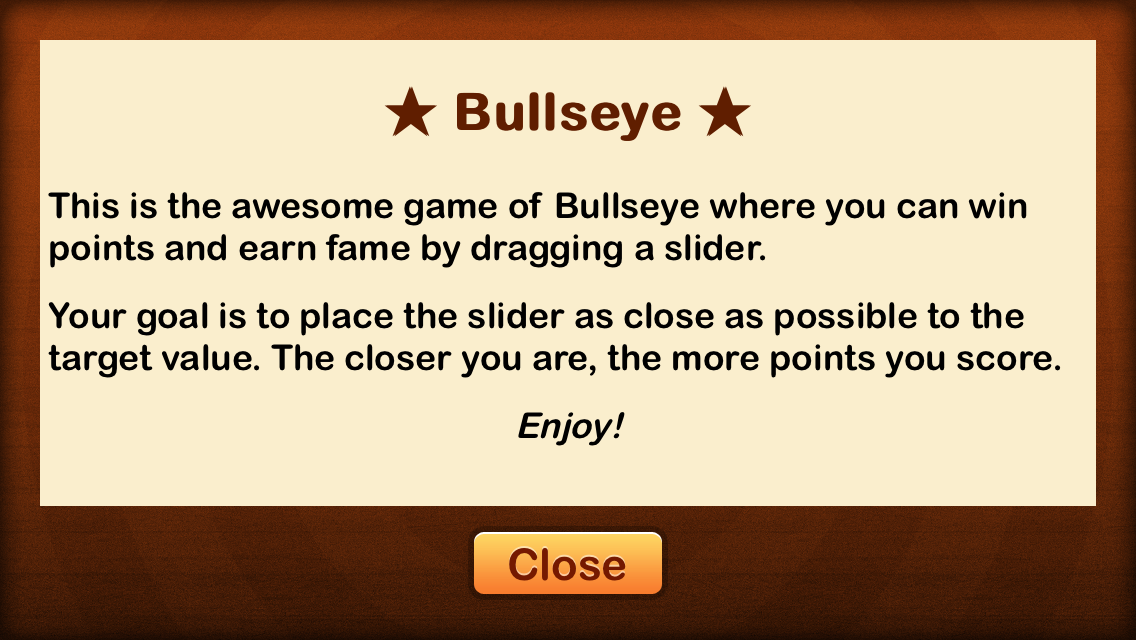 ★ Bullseye ★
This is the awesome game of Bullseye where you can win
points and earn fame by dragging a slider.
Your goal is to place the slider as close as possible to the
target value. The closer you are, the more points you score.
Enjoy!
Close